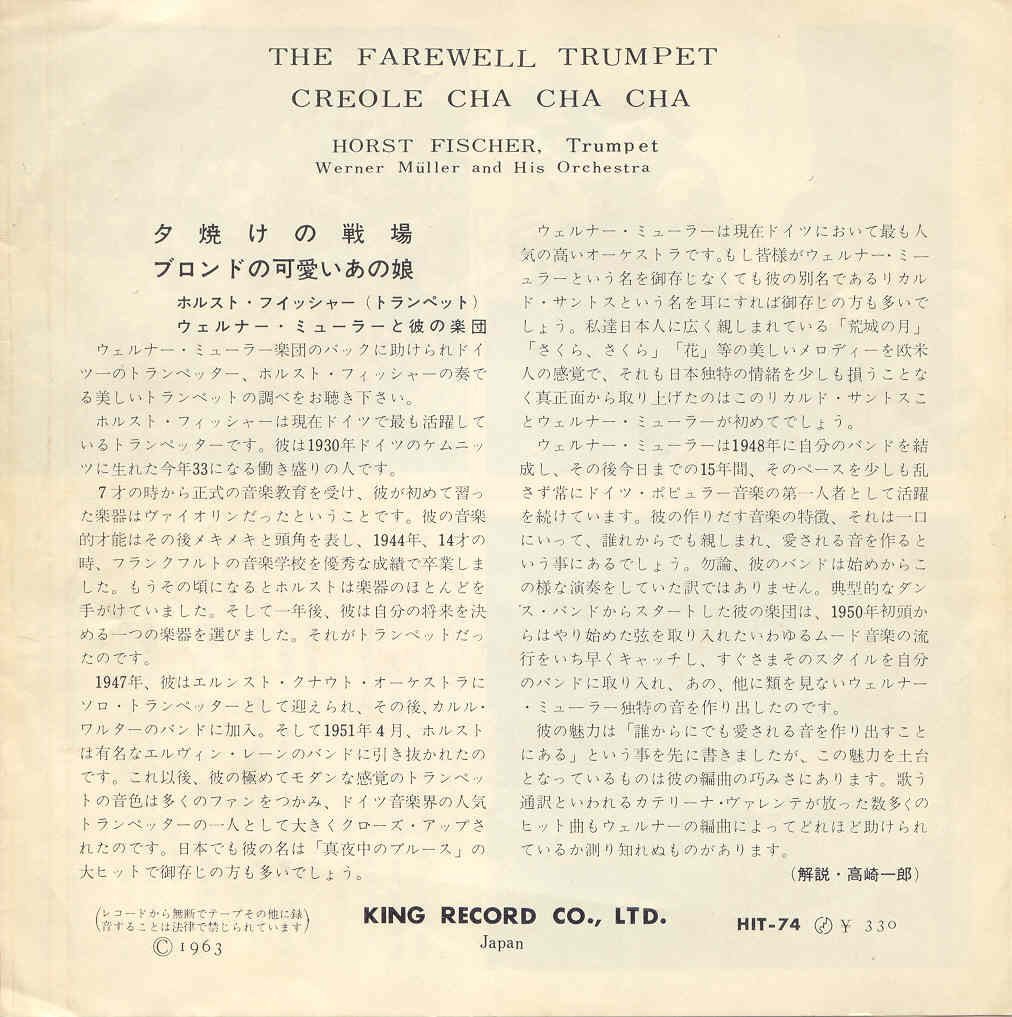 THE FAREWELL TRUMPET
CREOLE CHA CHA CHA
HORST FISCHER, Trumpet
Werner Müller and His Orchestra
夕焼けの戦場
ブロンドの可愛いあの娘
ホルスト・フイッシャー（トランペット）
ウェルナー・ミューラーと彼の楽団
ウェルナー・ミューラー楽団のバックに助けられドイ
ツ一のトランペッター、ホルスト・フィッシャーの奏で
る美しいトランペットの調べをお聴き下さい。
ホルスト・フィッシャーは現在ドイツで最も活躍して
いるトランペッターです。彼は1930年ドイツのケムニッ
ツに生れた今年33になる働き盛りの人です。
7才の時から正式の音楽教育を受け、彼が初めて習っ
た楽器はヴァイオリンだったということです。彼の音楽
的才能はその後メキメキと頭角を表し、1944年、14才の
時、フランクフルトの音楽学校を優秀な成績で卒業しま
した。もうその頃になるとホルストは楽器のほとんどを
手がけていました。そして一年後、彼は自分の将来を決
める一つの楽器を選びました。それがトランペットだっ
たのです。
1947年、彼はエルンスト・クナウト・オーケストラに
ソロ・トランペッターとして迎えられ、その後、カルル・
ワルターのバンドに加入。そして1951年4月、ホルスト
は有名なエルヴィン・レーンのバンドに引き抜かれたの
です。これ以後、彼の極めてモダンな感覚のトランペッ
トの音色は多くのファンをつかみ、ドイツ音楽界の人気
トランペッターの一人として大きくクローズ・アップさ
れたのです。日本でも彼の名は「真夜中のブルース」の
大ヒットで御存じの方も多いでしょう。
ウェルナー・ミューラーは現在ドイツにおいて最も人
気の高いオーケストラです。もし皆様がウェルナー・ミー
ュラーという名を御存じなくても彼の別名であるリカル
ド・サントスという名を耳にすれば御存じの方も多いで
しょう。私達日本人に広く親しまれている「荒城の月」
「さくら、さくら」「花」等の美しいメロディーを欧米
人の感覚で、それも日本独特の情緒を少しも損うことな
く真正面から取り上げたのはこのリカルド・サントスこ
とウェルナー・ミューラーが初めてでしょう。
ウェルナー・ミューラーは1948年に自分のバンドを結
成し、その後今日までの15年間、そのペースを少しも乱
さず常にドイツ・ポピュラー音楽の第一人者として活躍
を続けています。彼の作りだす音楽の特徴、それは一口
にいって、誰れからでも親しまれ、愛される音を作ると
いう事にあるでしょう。勿論、彼のバンドは始めからこ
の様な演奏をしていた訳ではありません。典型的なダン
ス・バンドからスタートした彼の楽団は、1950年初頭か
らはやり始めた弦を取り入れたいわゆるムード音楽の流
行をいち早くキャッチし、すぐさまそのスタイルを自分
のバンドに取り入れ、あの、他に類を見ないウェルナー
・ミューラー独特の音を作り出したのです。
彼の魅力は「誰からにでも愛される音を作り出すこと
にある」という事を先に書きましたが、この魅力を土台
となっているものは彼の編曲の巧みさにあります。歌う
通訳といわれるカテリーナ・ヴァレンテが放った数多くの
ヒット曲もウェルナーの編曲によってどれほど助けられ
ているか測り知れぬものがあります。
（解説・高崎一郎）
（レコードから無断でテープその他に録
音することは法律で禁じられています）
© 1963
KING RECORD CO., LTD.
Japan
HIT-74 ¥ 330